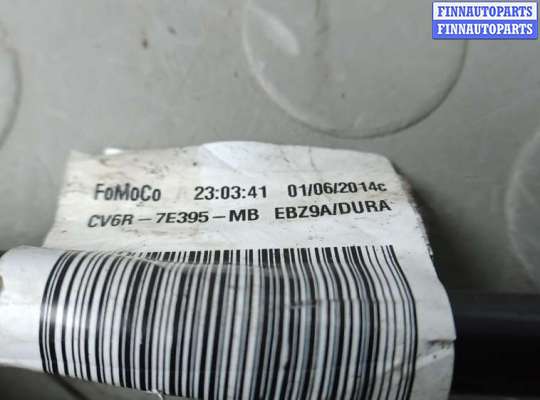 FINNAUTOPARTS
FINNAUTOPARTS
FoMoCo 23:03:41 01/06/2014c
CV6R-7E395-MB EBZ9A/DURA